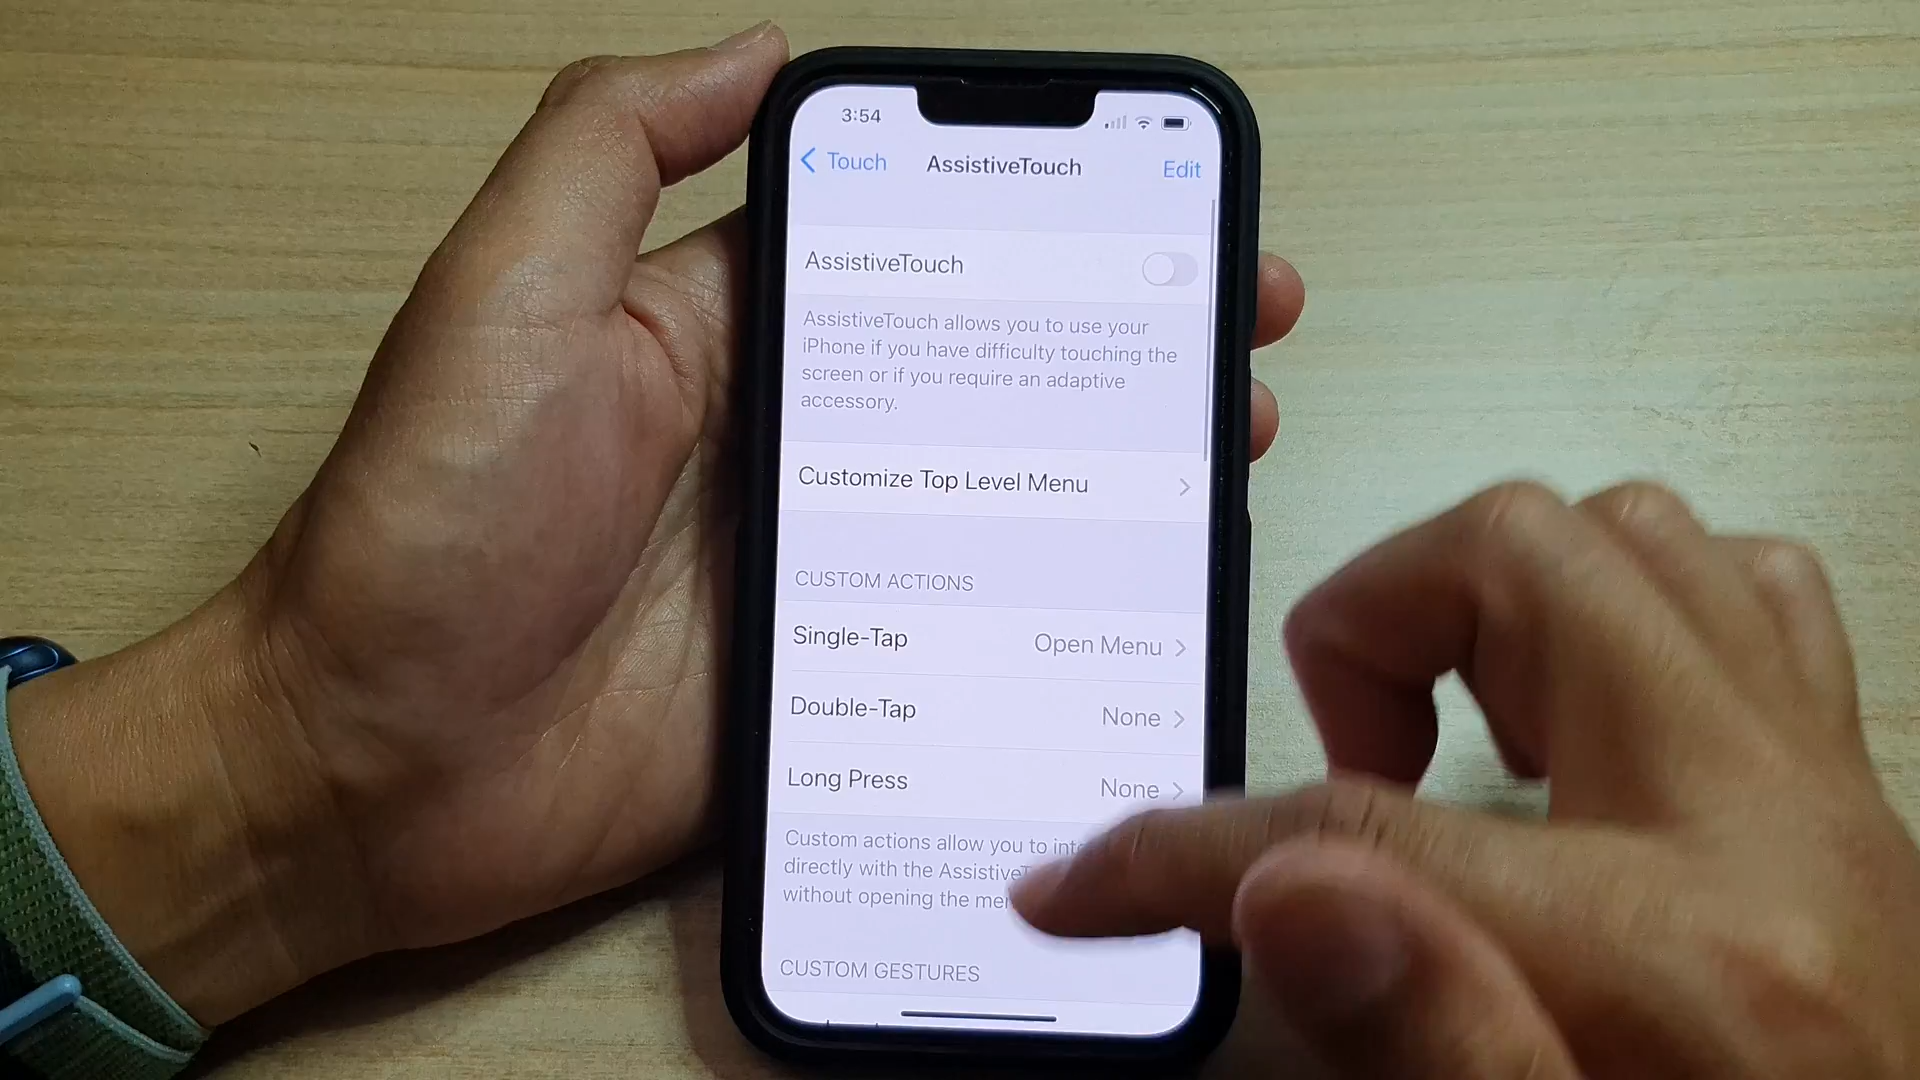 3:54
Touch
AssistiveTouch
Edit
AssistiveTouch
AssistiveTouch allows you to use your
iPhone if you have difficulty touching the
screen or if you require an adaptive
accessory.
Customize Top Level Menu
CUSTOM ACTIONS
Single-Tap
Open Menu
Double-Tap
None
Long Press
None
Custom actions allow you to
directly with the
without opening the
CUSTOM GESTURES